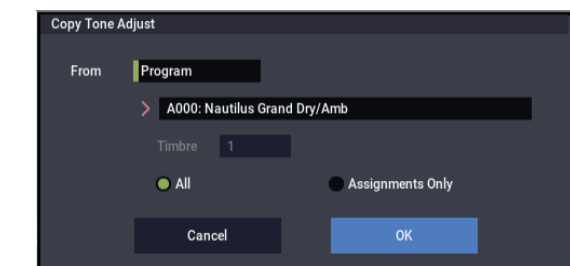 Copy Tone Adjust
From Program
A000: Nautilus Grand Dry/Amb
Timbre 1
All Assignments Only
Cancel OK